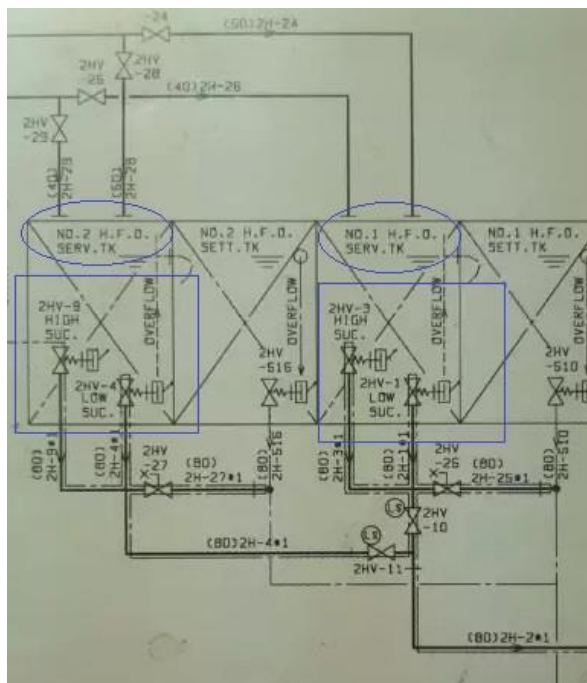 -24
(50)2H-24
2HV
-28
2HV
-26
(40)2H-26
2HV
-29
(40)
2H-29
(50)
2H-28
NO.2 H.F.O.
SERV.TK
NO.2 H.F.O.
SETT.TK
NO.1 H.F.O.
SERV.TK
NO.1 H.F.O.
SETT.TK
2HV-9
HIGH
SUC.
OVERFLOW
OVERFLOW
2HV-3
HIGH
SUC.
OVERFLOW
OVERFLOW
2HV-4
LOW
SUC.
2HV
-516
2HV-1
LOW
SUC.
2HV
-510
(80)
2H-9*1
(80)
2H-4*1
2HV
-27
(80)
2H-27*1
(80)
2H-516
(80)
2H-3*1
(80)
2H-1*1
2HV
-25
(80)
2H-25*1
(80)
2H-510
LS
2HV
-10
LS
(80)2H-4*1
2HV-11
(80)2H-2*1